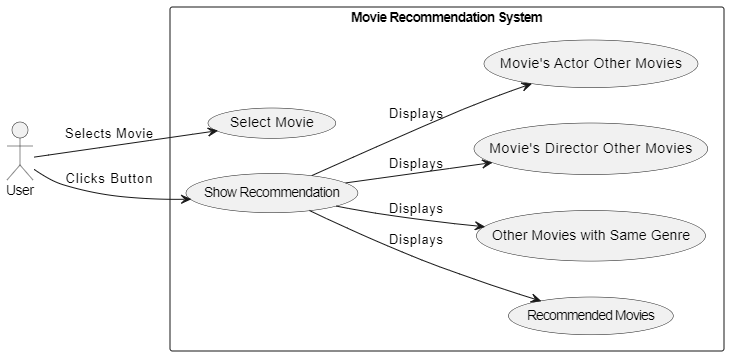 Movie Recommendation System
Movie's Actor Other Movies
Displays
Select Movie
Selects Movie
Displays
Movie's Director Other Movies
Clicks Button
User
Show Recommendation
Displays
Other Movies with Same Genre
Displays
Recommended Movies